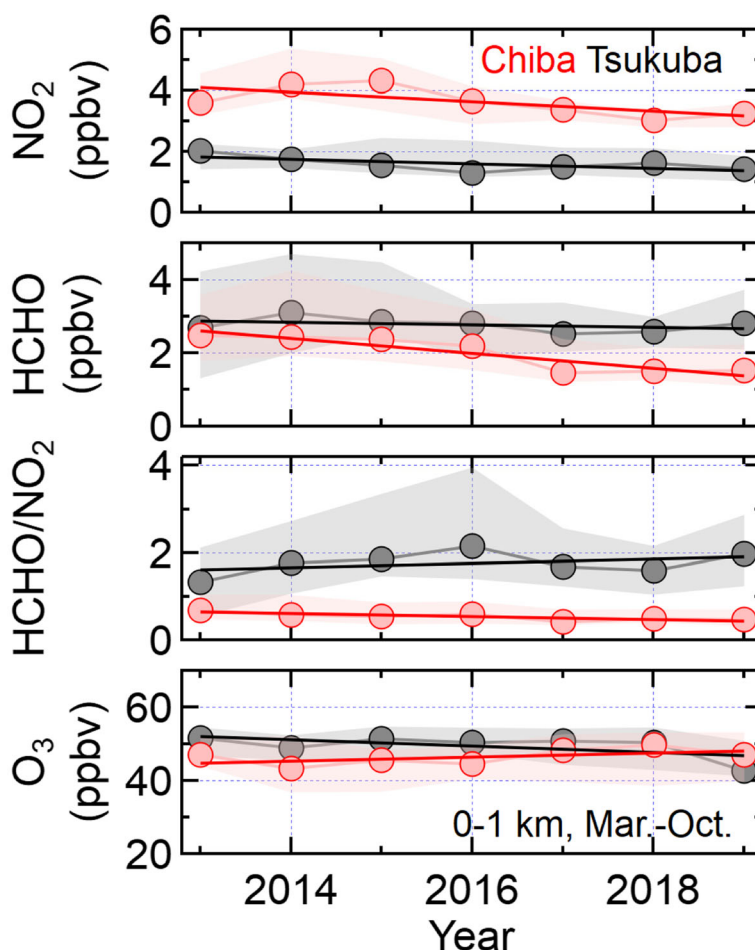 6
4
2
0
NO2
(ppbv)
Chiba Tsukuba
4
2
0
HCHO
(ppbv)
4
2
0
HCHO/NO2
60
40
20
O3
(ppbv)
0-1 km, Mar.-Oct.
2014 2016 2018
Year